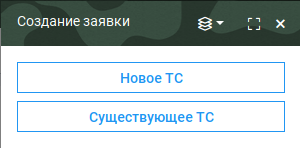 Создание заявки
Новое ТС
Существующее ТС